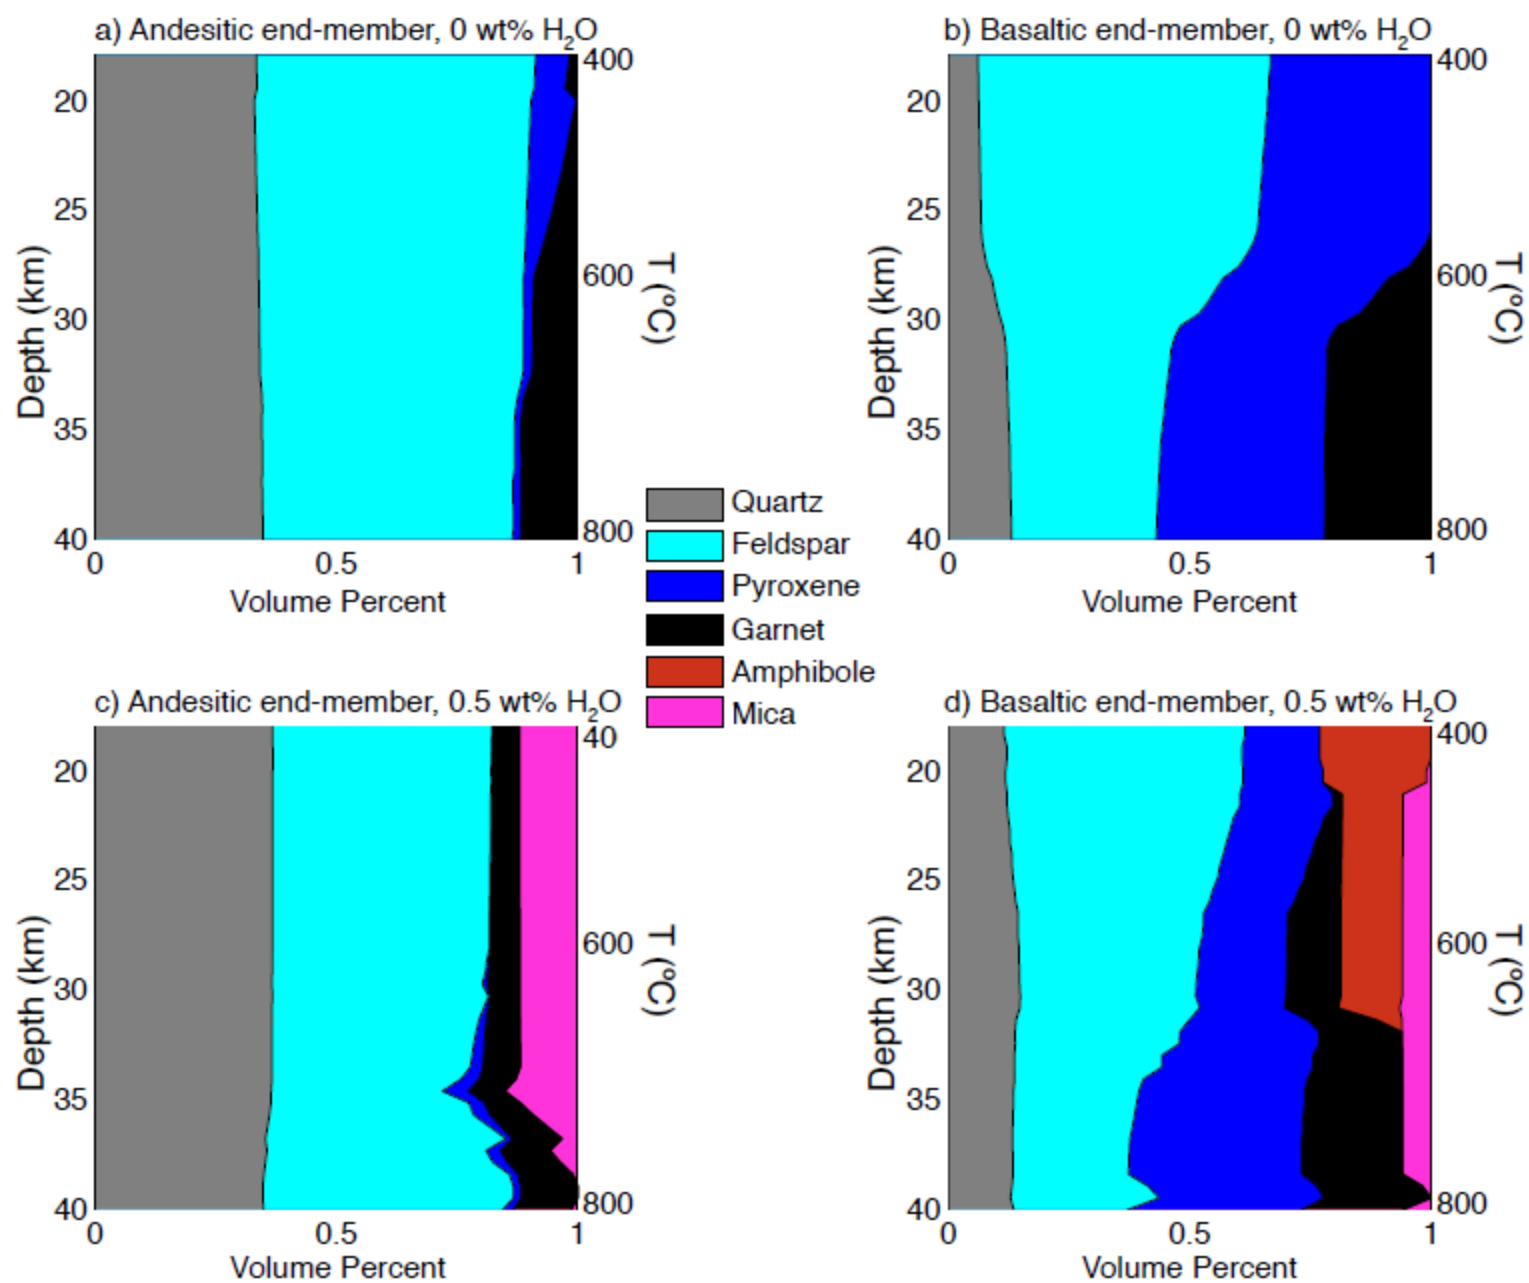 a) Andesitic end-member, 0 wt% H2O
400
20
25
600
30
35
40
800
0
0.5
1
Depth (km)
T (°C)
Volume Percent
b) Basaltic end-member, 0 wt% H2O
400
20
25
600
30
35
40
800
0
0.5
1
Depth (km)
T (°C)
Volume Percent
Quartz
Feldspar
Pyroxene
Garnet
Amphibole
Mica
c) Andesitic end-member, 0.5 wt% H2O
40
20
25
600
30
35
40
800
0
0.5
1
Depth (km)
T (°C)
Volume Percent
d) Basaltic end-member, 0.5 wt% H2O
400
20
25
600
30
35
40
800
0
0.5
1
Depth (km)
T (°C)
Volume Percent